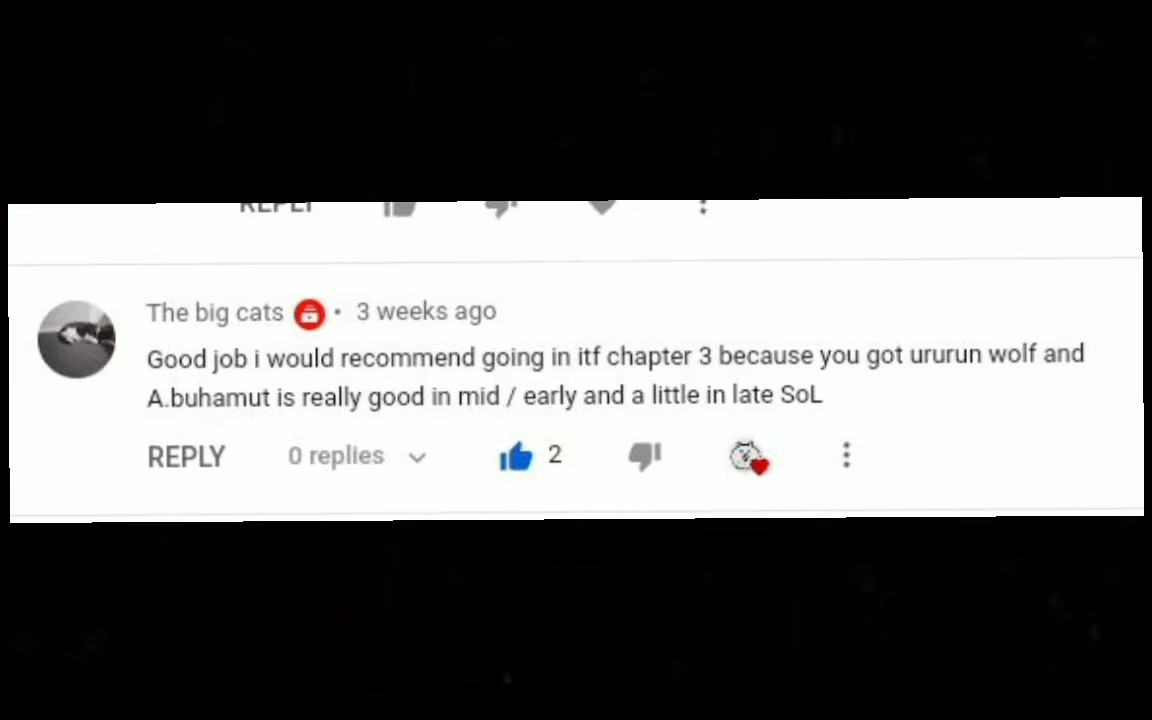 REPLY
The big cats • 3 weeks ago
Good job i would recommend going in itf chapter 3 because you got ururun wolf and
A.buhamut is really good in mid / early and a little in late SoL
REPLY 0 replies 2